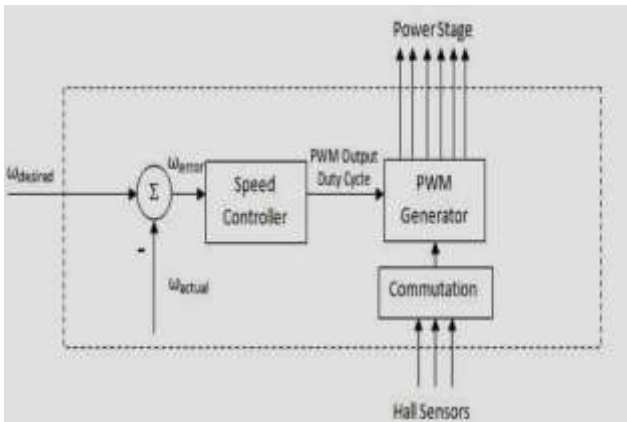 Power Stage
ωdesired
ωerror
Σ
Speed
Controller
PWM Output
Duty Cycle
PWM
Generator
-
ωactual
Commutation
Hall Sensors